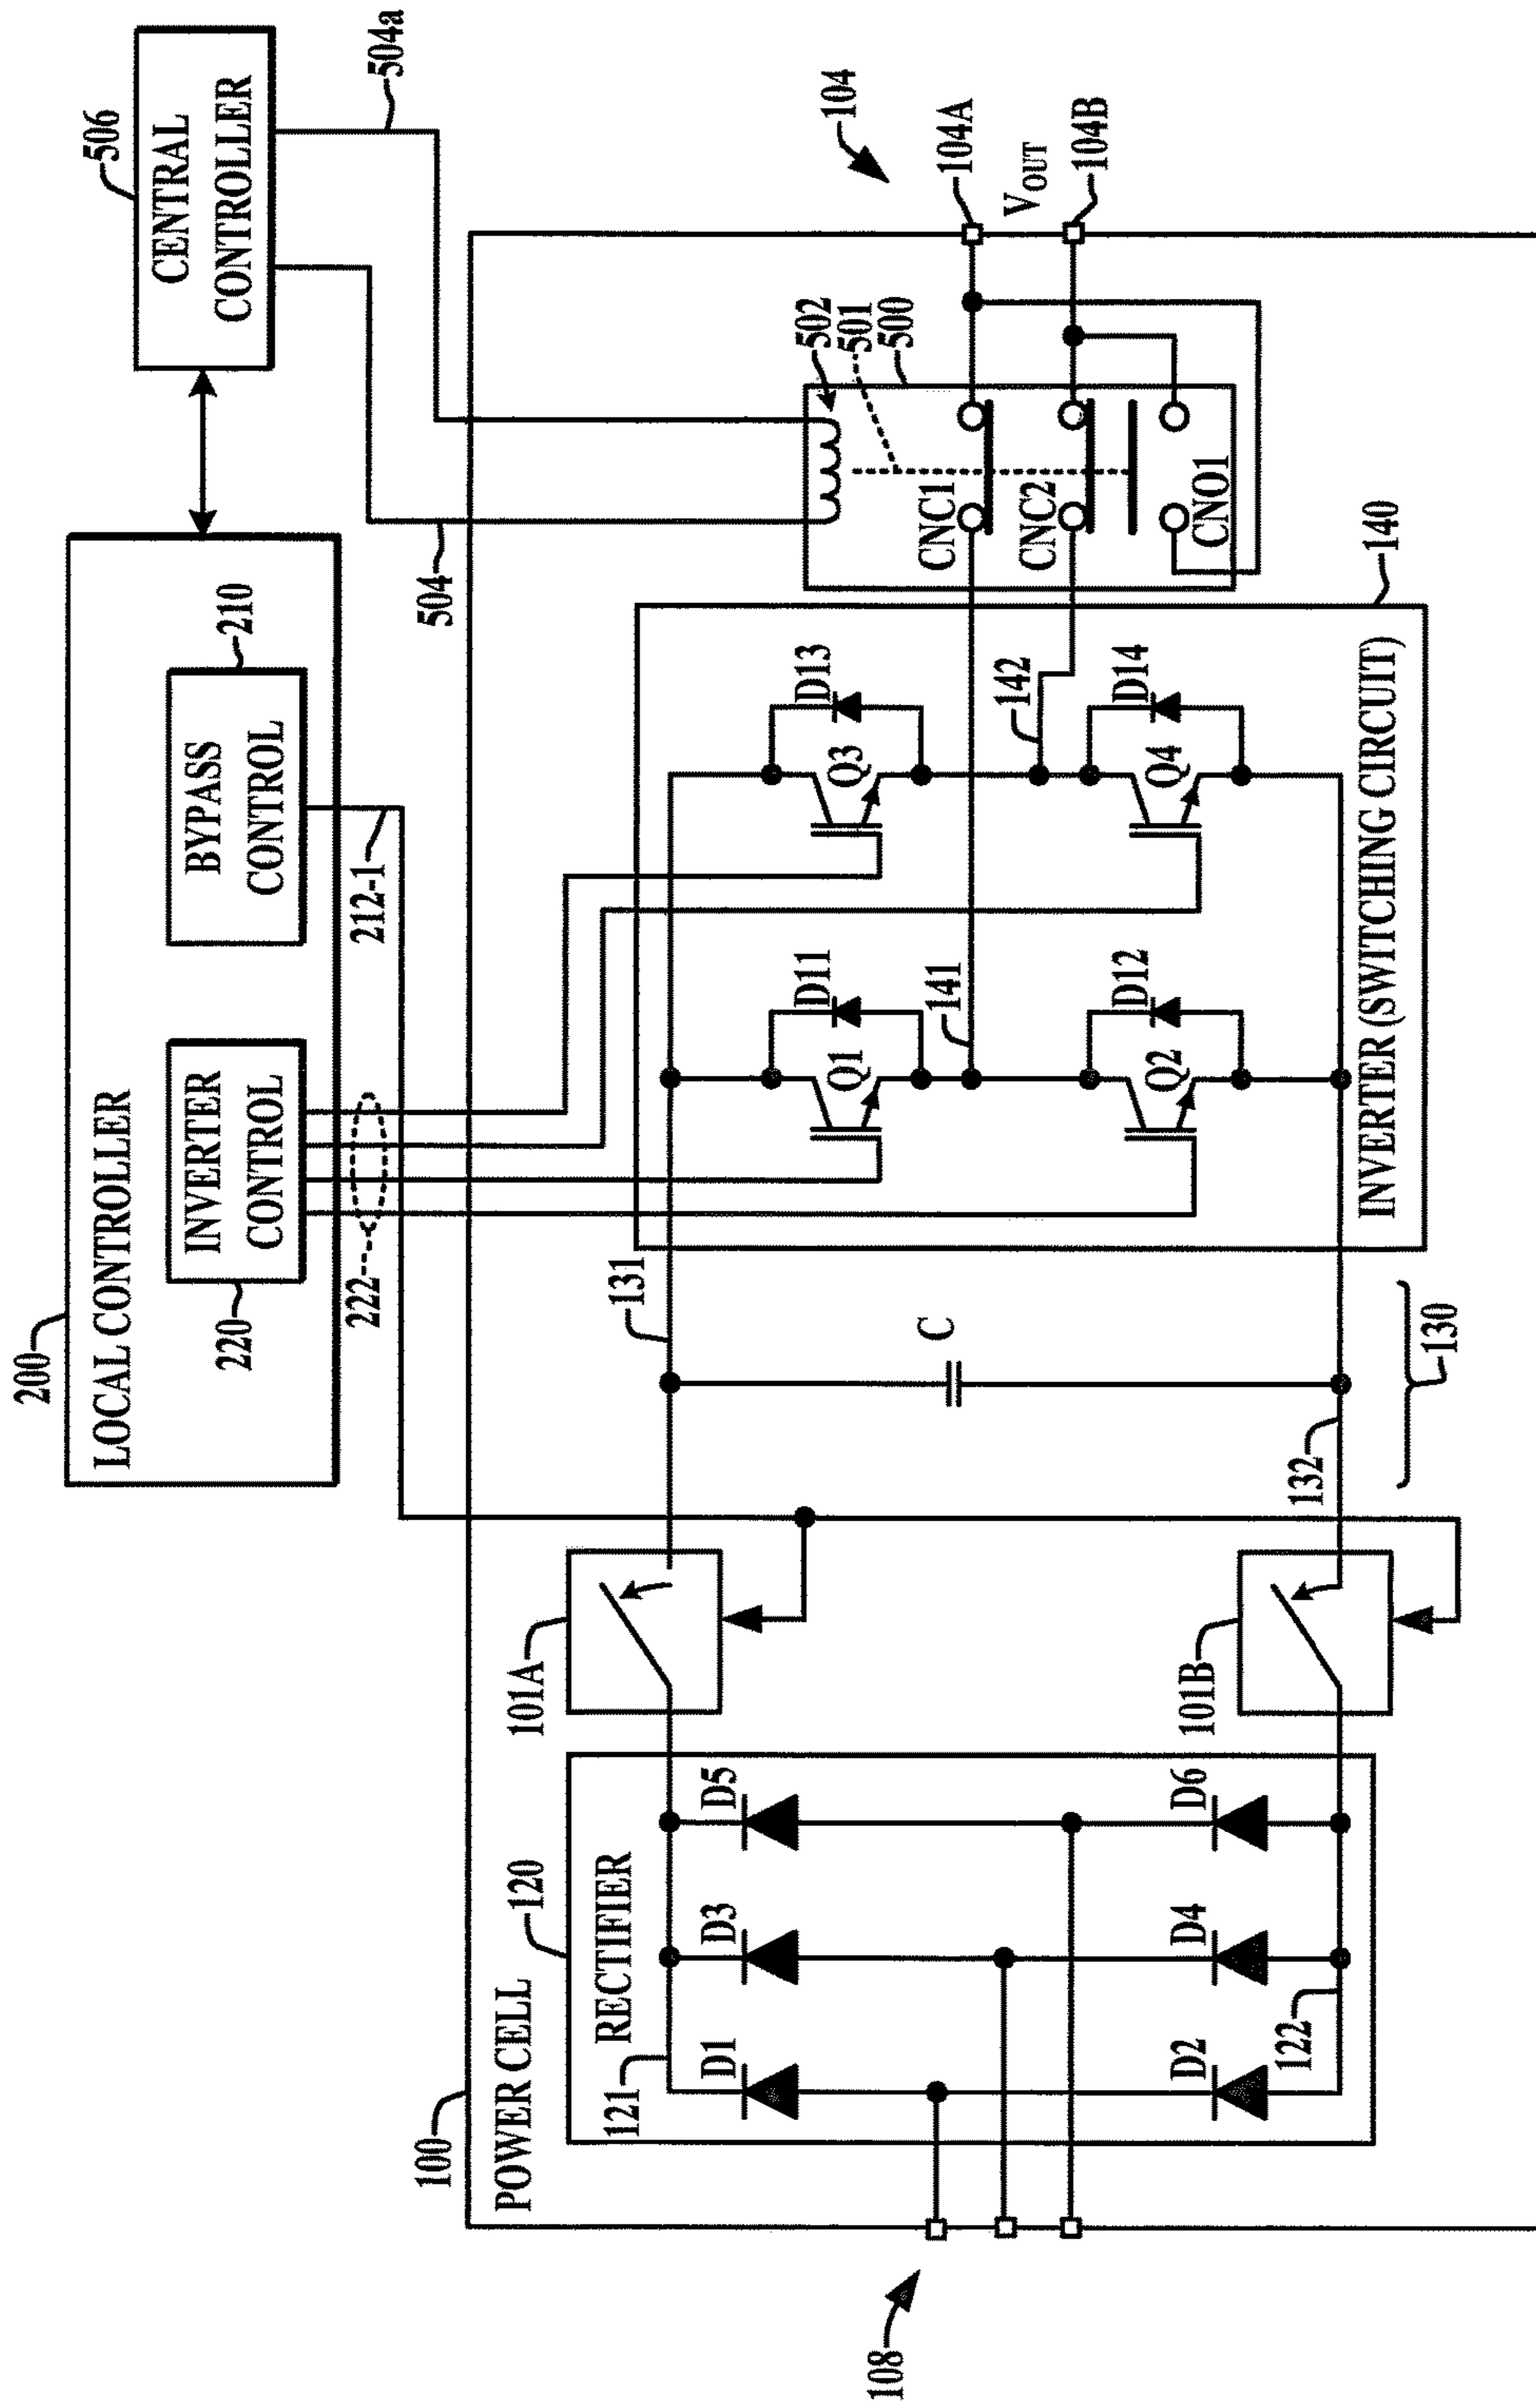 200
LOCAL CONTROLLER
INVERTER
CONTROL
220
222
BYPASS
CONTROL
210
212-1
506
CENTRAL
CONTROLLER
504a
504
100
POWER CELL
120
RECTIFIER
121
D1
D3
D5
D2
D4
D6
122
108
101A
101B
131
C
132
130
D11
Q1
141
D12
Q2
D13
Q3
142
D14
Q4
INVERTER (SWITCHING CIRCUIT)
140
502
501
500
CNC1
CNC2
CNO1
104
104A
VOUT
104B